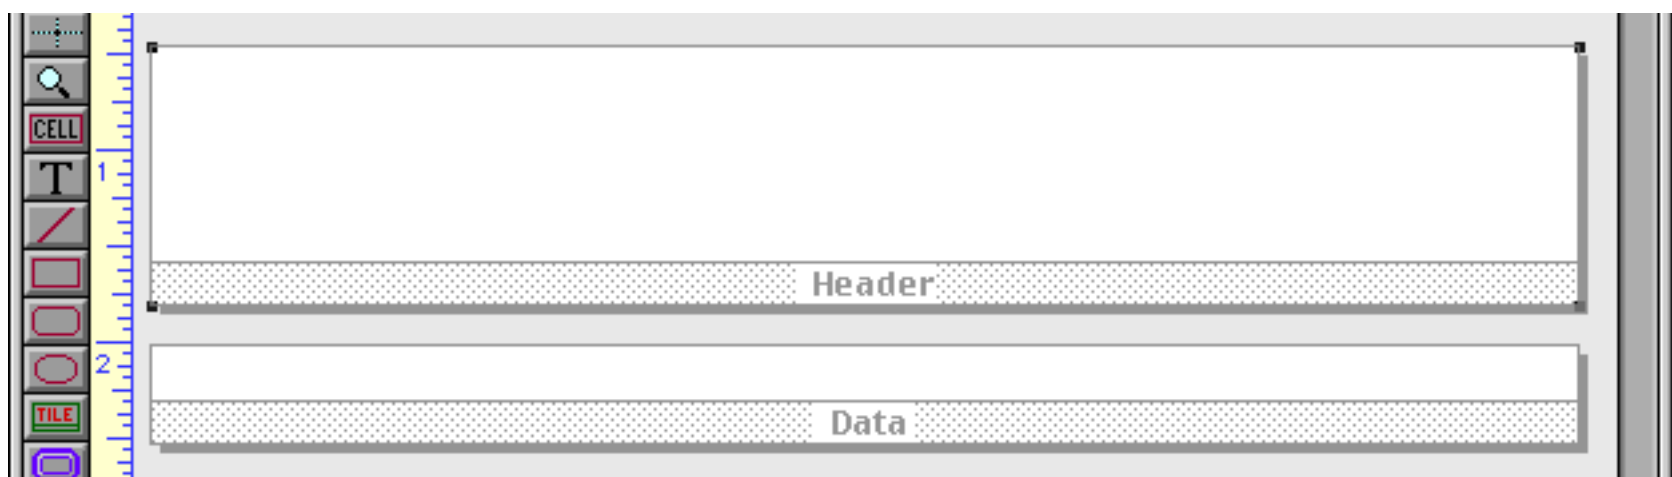 CELL
T
1
Header
2
Data
TILE